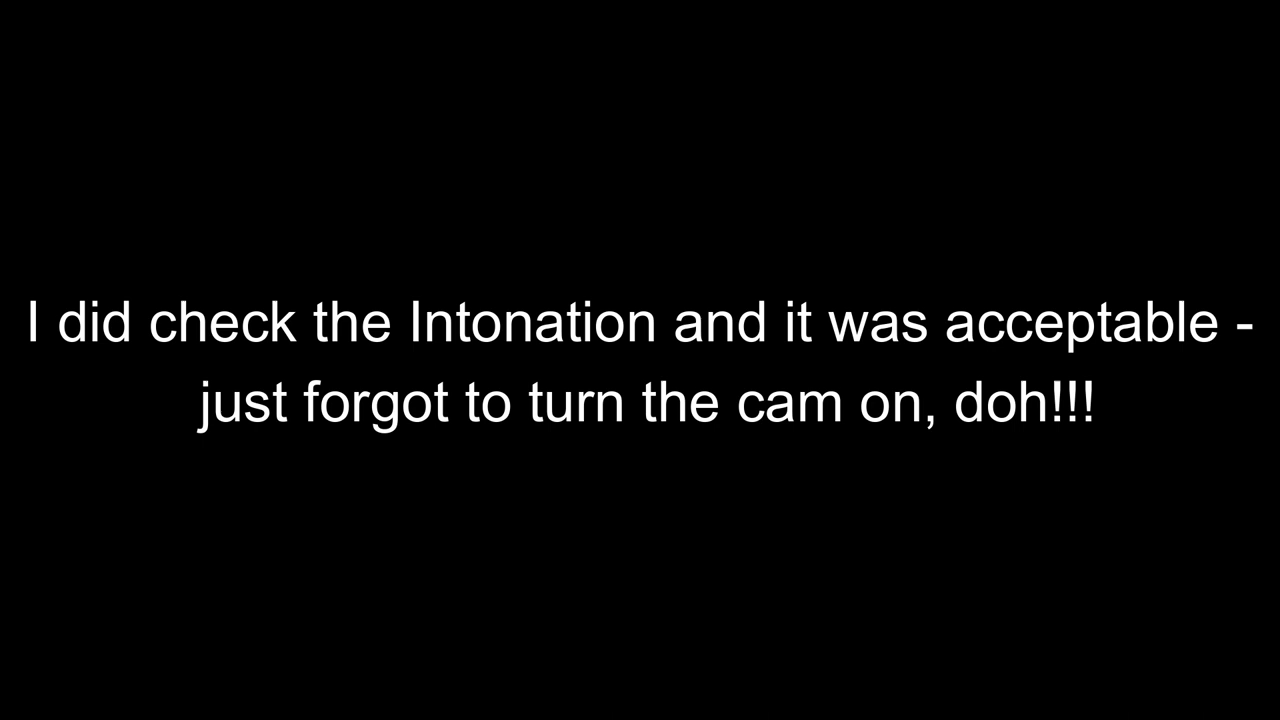 I did check the Intonation and it was acceptable -
just forgot to turn the cam on, doh!!!